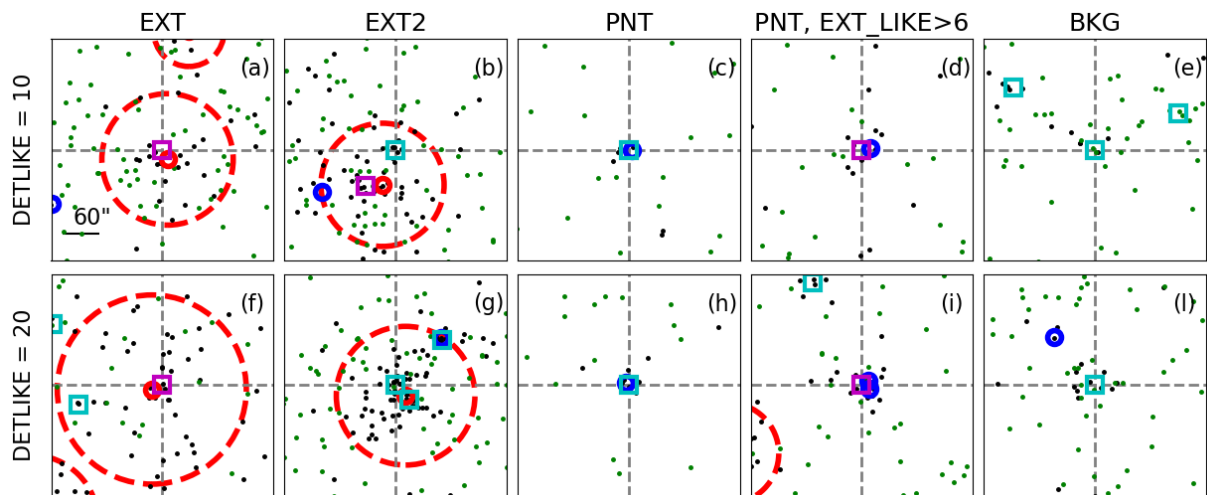 EXT EXT2 PNT PNT, EXT_LIKE>6 BKG
DETLIKE = 10
(a) (b) (c) (d) (e)
60"
DETLIKE = 20
(f) (g) (h) (i) (l)